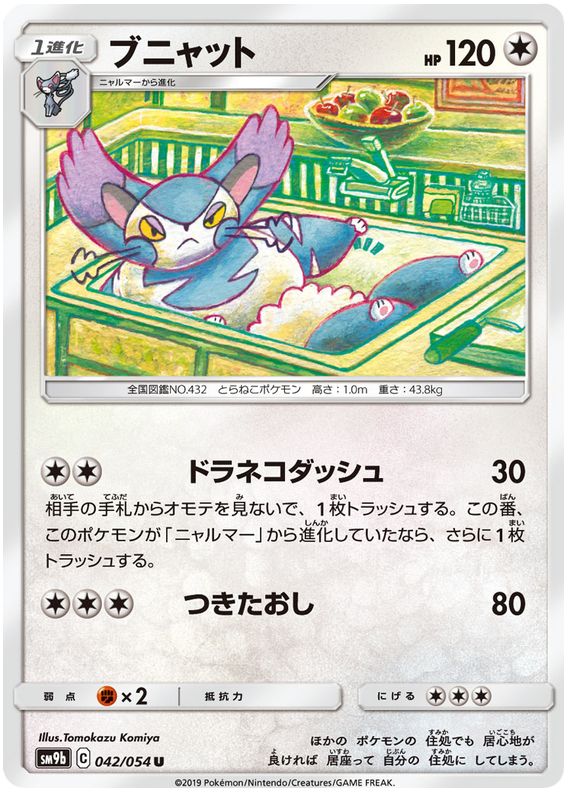 1進化 ブニャット HP 120
ニャルマーから進化
全国図鑑NO.432 とらねこポケモン 高さ：1.0m 重さ：43.8kg
ドラネコダッシュ 30
相手の手札からオモテを見ないで、1枚トラッシュする。この番、
このポケモンが「ニャルマー」から進化していたなら、さらに1枚
トラッシュする。
つきたおし 80
弱点 ×2 抵抗力 にげる
Illus.Tomokazu Komiya
sm9b C 042/054 U
ほかの ポケモンの 住処でも 居心地が
良ければ 居座って 自分の 住処に してしまう。
©2019 Pokémon/Nintendo/Creatures/GAME FREAK.